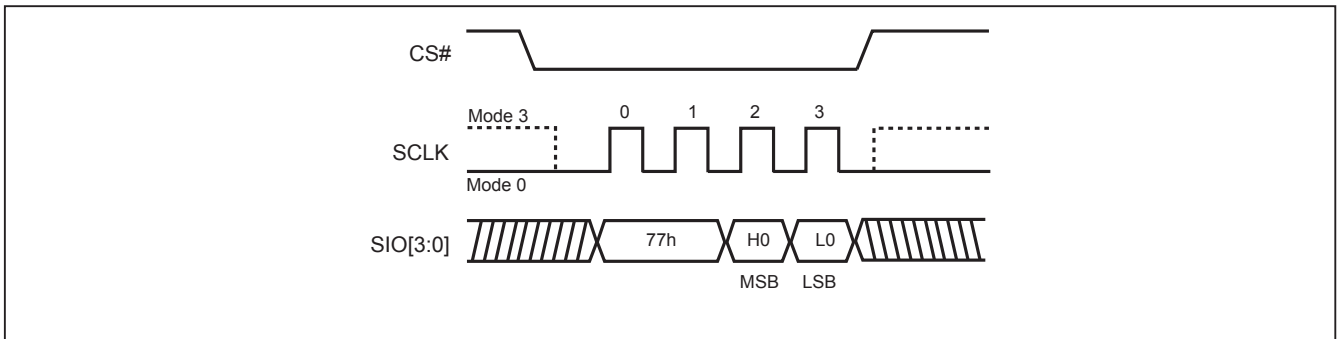 CS#
Mode 3
0 1 2 3
SCLK
Mode 0
SIO[3:0]
77h H0 L0
MSB LSB